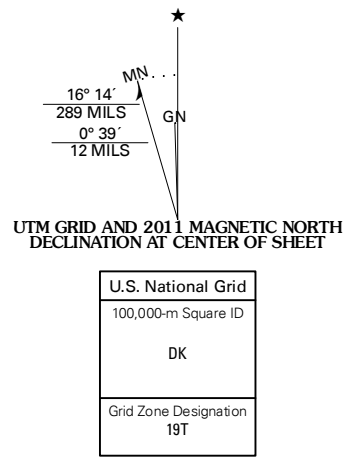 ★
MN
GN
16° 14´
289 MILS
0° 39´
12 MILS
UTM GRID AND 2011 MAGNETIC NORTH
DECLINATION AT CENTER OF SHEET
U.S. National Grid
100,000-m Square ID
DK
Grid Zone Designation
19T